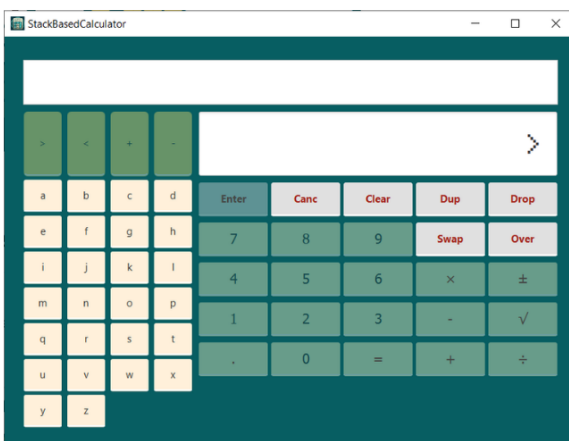 StackBasedCalculator
>
> < + -
a b c d
e f g h
i j k l
m n o p
q r s t
u v w x
y z
Enter Canc Clear Dup Drop
7 8 9 Swap Over
4 5 6 × ±
1 2 3 - √
. 0 = + ÷